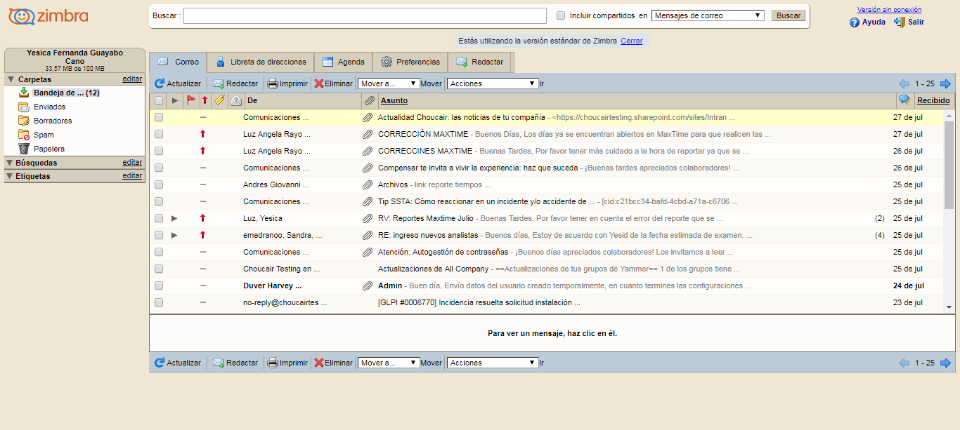 zimbra
Buscar :
Incluir compartidos en
Mensajes de correo
Buscar
Versión sin conexión
Ayuda
Salir
Estás utilizando la versión estándar de Zimbra Cerrar
Yesica Fernanda Guayabo Cano
33.57 MB de 100 MB
Correo
Libreta de direcciones
Agenda
Preferencias
Redactar
Carpetas editar
Bandeja de ... (12)
Enviados
Borradores
Spam
Papelera
Búsquedas editar
Etiquetas editar
Actualizar Redactar Imprimir Eliminar Mover a... Mover Acciones Ir 1 - 25
De Asunto Recibido
Comunicaciones ... Actualidad Choucair: las noticias de tu compañía - <https://choucairtesting.sharepoint.com/sites/Intran ... 27 de jul
Luz Angela Rayo ... CORRECCIÓN MAXTIME - Buenos Días, Los días ya se encuentran abiertos en MaxTime para que realicen las ... 27 de jul
Luz Angela Rayo ... CORRECCINES MAXTIME - Buenas Tardes, Por favor tener más cuidado a la hora de reportar ya que se ... 26 de jul
Comunicaciones ... Compensar te invita a vivir la experiencia: haz que suceda - ¡Buenas tardes apreciados colaboradores! ... 26 de jul
Andres Giovanni ... Archivos - link reporte tiempos ... 25 de jul
Comunicaciones ... Tip SSTA: Cómo reaccionar en un incidente y/o accidente de ... - [cid:c21bcc34-bafd-4cbd-a71a-c6706 ... 25 de jul
Luz, Yesica RV: Reportes Maxtime Julio - Buenas Tardes, Por favor tener en cuenta el error del reporte que se ... (2) 25 de jul
emedranco, Sandra, ... RE: ingreso nuevos analistas - Buenos días, Estoy de acuerdo con Yesid de la fecha estimada de examen. ... (4) 25 de jul
Comunicaciones ... Atención: Autogestión de contraseñas - ¡Buenos días apreciados colaboradores! Los invitamos a leer ... 25 de jul
Choucair Testing en ... Actualizaciones de All Company - ==Actualizaciones de tus grupos de Yammer== 1 de los grupos tiene ... 25 de jul
Duver Harvey ... Admin - Buen día, Envío datos del usuario creado temporalmente, en cuanto termines las configuraciones ... 24 de jul
no-reply@choucairtes ... [GLPI #0006770] Incidencia resuelta solicitud instalación ... 23 de jul
Para ver un mensaje, haz clic en él.
Actualizar Redactar Imprimir Eliminar Mover a... Mover Acciones Ir 1 - 25